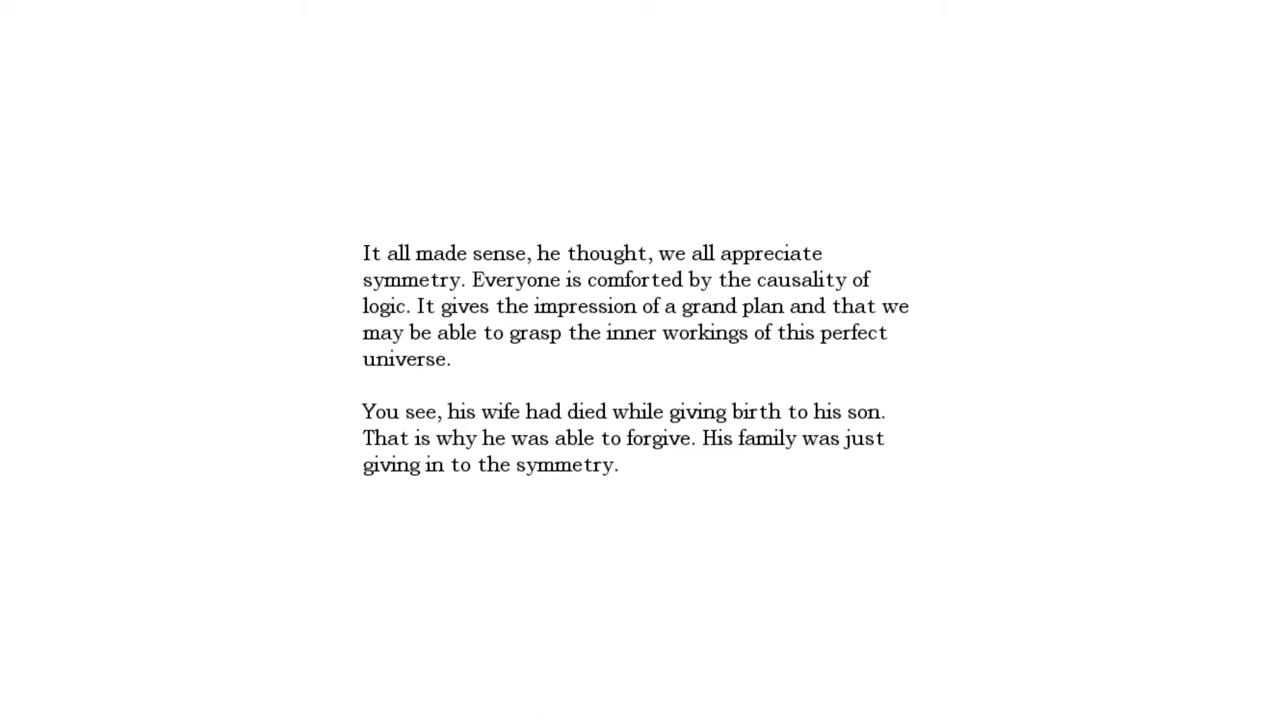 It all made sense, he thought, we all appreciate
symmetry. Everyone is comforted by the causality of
logic. It gives the impression of a grand plan and that we
may be able to grasp the inner workings of this perfect
universe.
You see, his wife had died while giving birth to his son.
That is why he was able to forgive. His family was just
giving in to the symmetry.